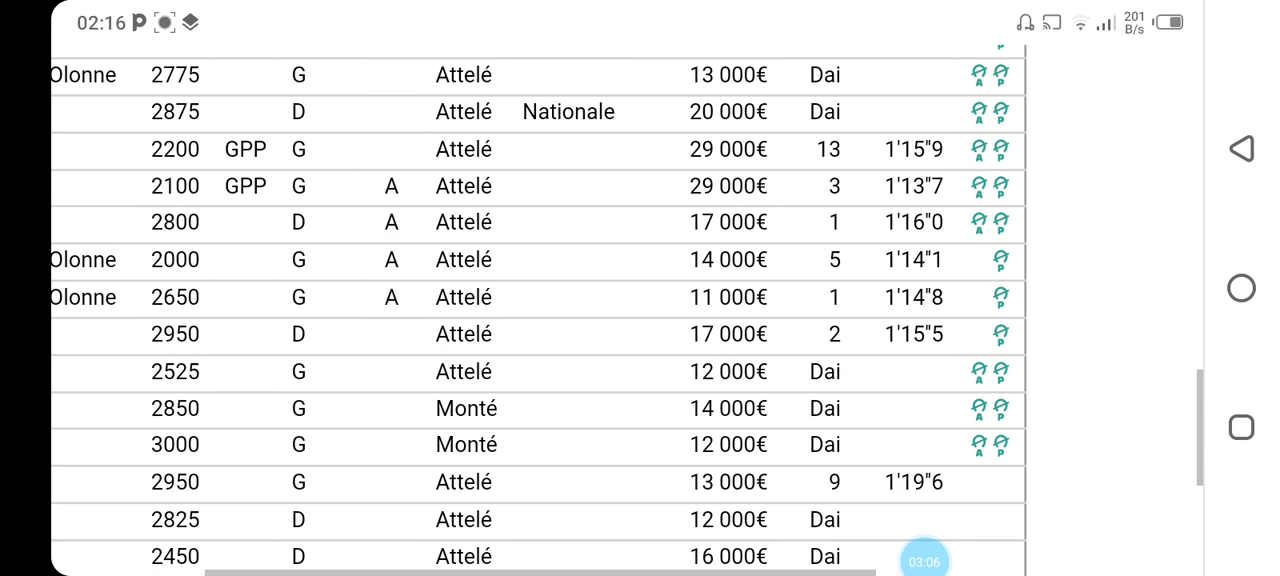 02:16 201 B/s
P
Olonne 2775 G Attelé 13 000€ Dai A P
2875 D Attelé Nationale 20 000€ Dai A P
2200 GPP G Attelé 29 000€ 13 1'15"9 A P
2100 GPP G A Attelé 29 000€ 3 1'13"7 A P
2800 D A Attelé 17 000€ 1 1'16"0 A P
Olonne 2000 G A Attelé 14 000€ 5 1'14"1 P
Olonne 2650 G A Attelé 11 000€ 1 1'14"8 P
2950 D Attelé 17 000€ 2 1'15"5 P
2525 G Attelé 12 000€ Dai A P
2850 G Monté 14 000€ Dai A P
3000 G Monté 12 000€ Dai A P
2950 G Attelé 13 000€ 9 1'19"6
2825 D Attelé 12 000€ Dai
2450 D Attelé 16 000€ Dai
03:06